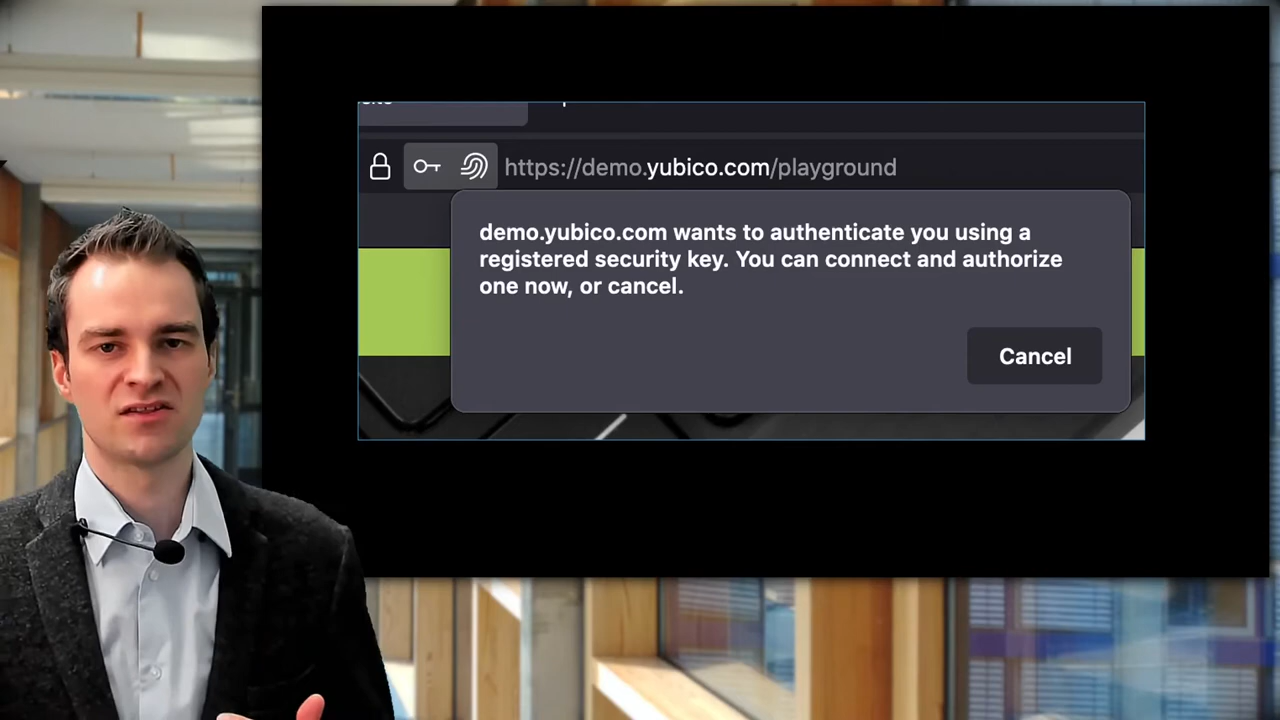 https://demo.yubico.com/playground
demo.yubico.com wants to authenticate you using a
registered security key. You can connect and authorize
one now, or cancel.
Cancel